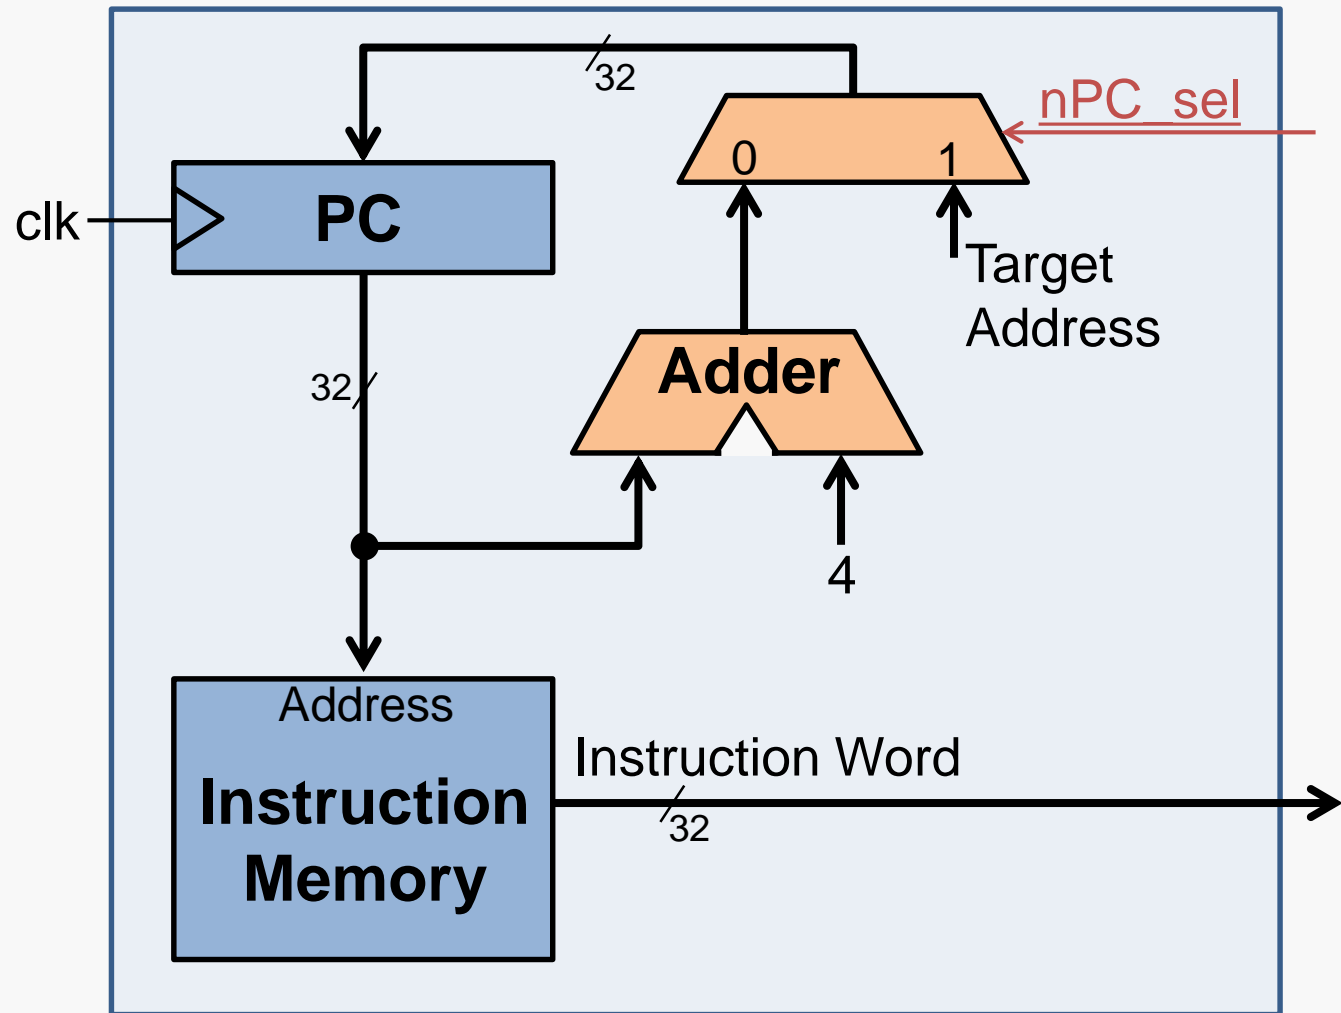 32
nPC_sel
0
1
clk
PC
Target
Address
Adder
32
4
Address
Instruction
Memory
Instruction Word
32